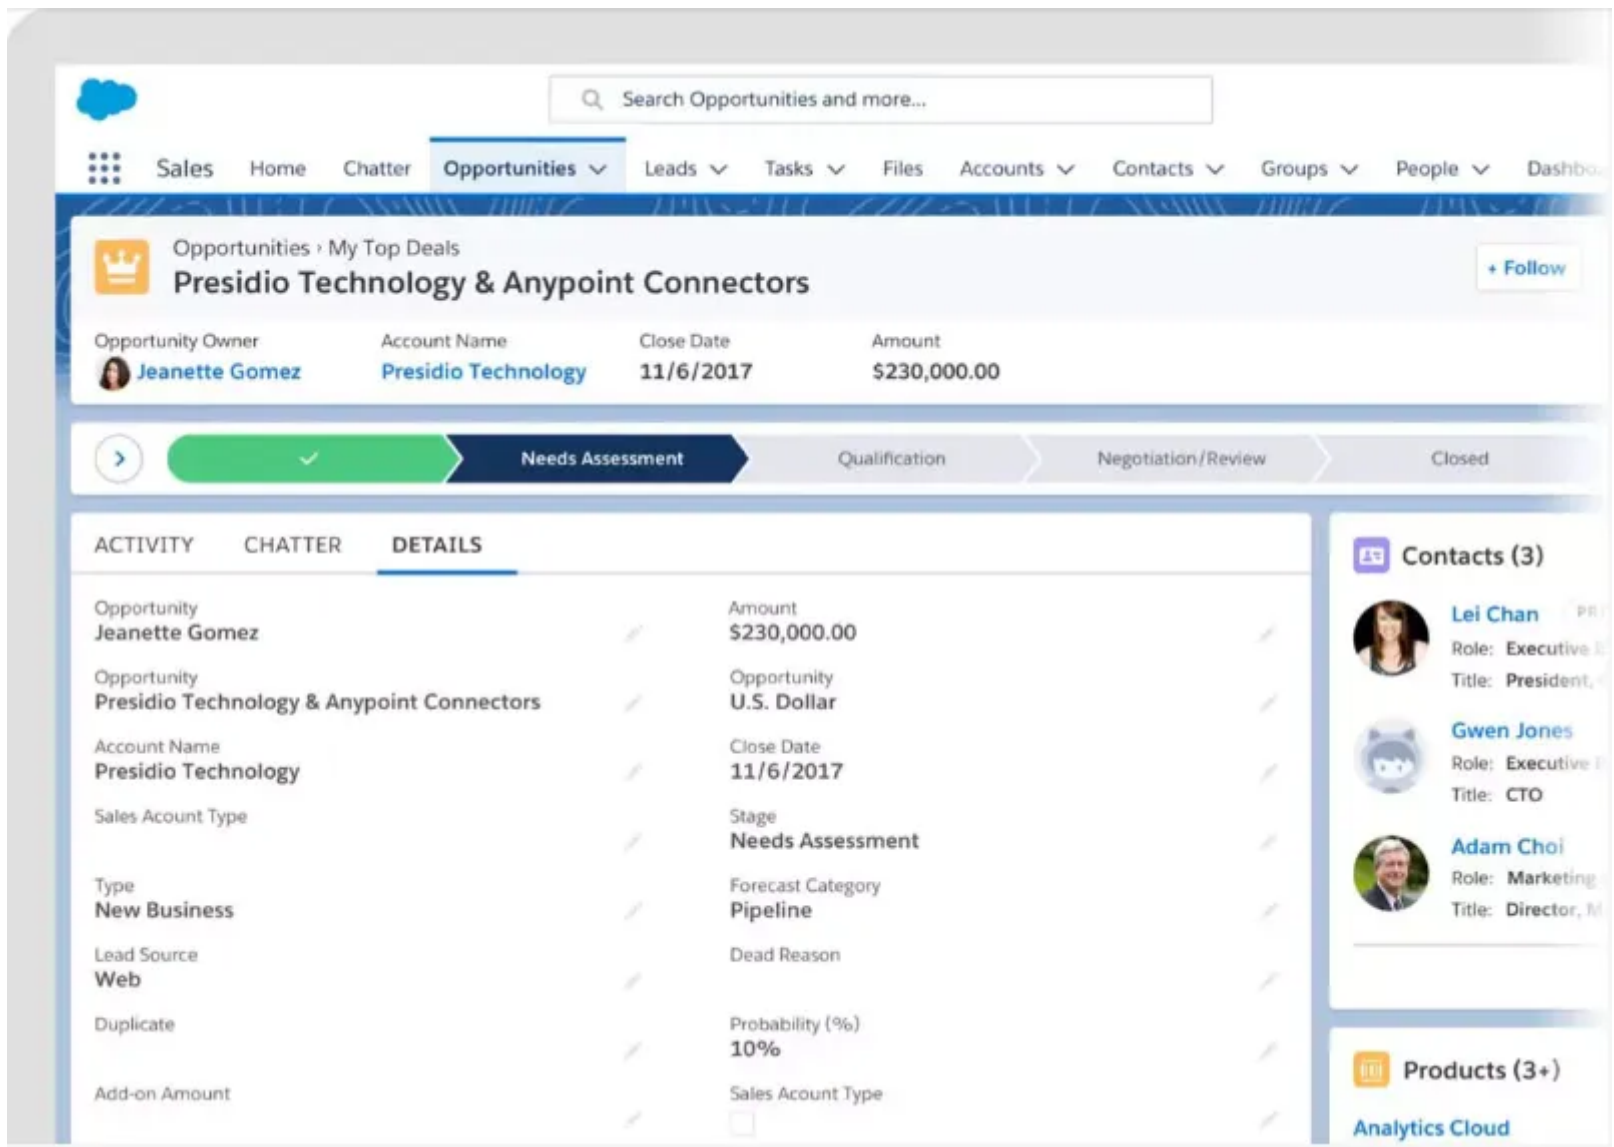 Search Opportunities and more...
Sales Home Chatter Opportunities Leads Tasks Files Accounts Contacts Groups People
Opportunities › My Top Deals
Presidio Technology & Anypoint Connectors
+ Follow
Opportunity Owner Account Name Close Date Amount
Jeanette Gomez Presidio Technology 11/6/2017 $230,000.00
Needs Assessment Qualification Negotiation/Review Closed
ACTIVITY CHATTER DETAILS
Opportunity Amount
Jeanette Gomez $230,000.00
Opportunity Opportunity
Presidio Technology & Anypoint Connectors U.S. Dollar
Account Name Close Date
Presidio Technology 11/6/2017
Sales Acount Type Stage
Needs Assessment
Type Forecast Category
New Business Pipeline
Lead Source Dead Reason
Web
Duplicate Probability (%)
10%
Add-on Amount Sales Acount Type
Contacts (3)
Lei Chan
Role: Executive
Title: President,
Gwen Jones
Role: Executive
Title: CTO
Adam Choi
Role: Marketing
Title: Director,
Products (3+)
Analytics Cloud